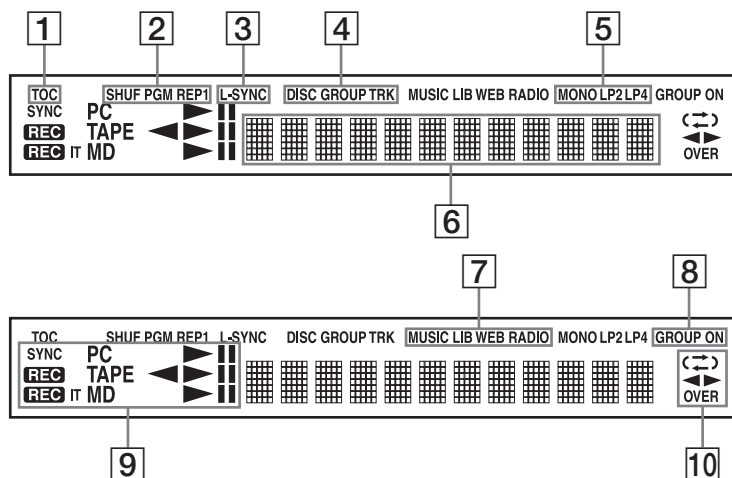 1 2 3 4 5
TOC SHUF PGM REP1 L-SYNC DISC GROUP TRK MUSIC LIB WEB RADIO MONO LP2 LP4 GROUP ON
SYNC PC
REC TAPE
REC IT MD OVER
6
7 8
TOC SHUF PGM REP1 L-SYNC DISC GROUP TRK MUSIC LIB WEB RADIO MONO LP2 LP4 GROUP ON
SYNC PC
REC TAPE
REC IT MD OVER
9 10